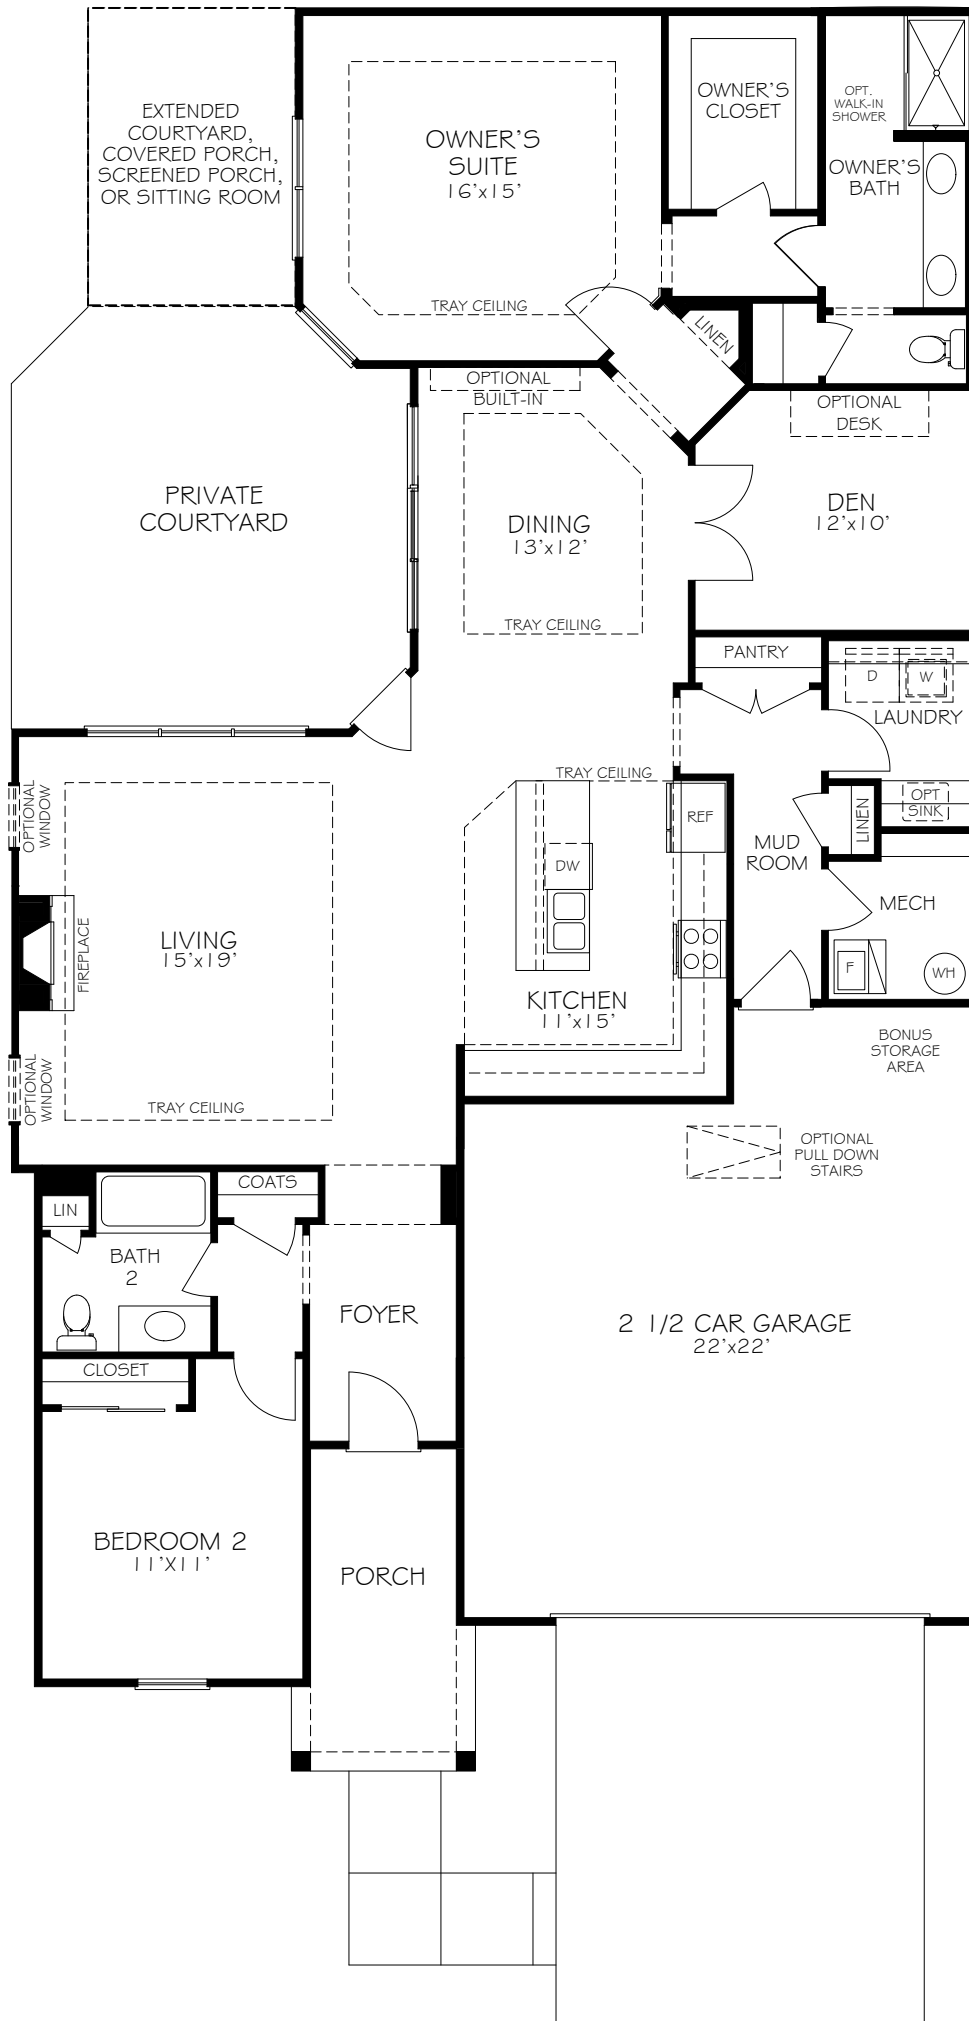 EXTENDED
COURTYARD,
COVERED PORCH,
SCREENED PORCH,
OR SITTING ROOM
OWNER'S
SUITE
16'x15'
TRAY CEILING
OWNER'S
CLOSET
OPT.
WALK-IN
SHOWER
OWNER'S
BATH
LINEN
OPTIONAL
BUILT-IN
OPTIONAL
DESK
PRIVATE
COURTYARD
DINING
13'x12'
TRAY CEILING
DEN
12'x10'
PANTRY
D
W
LAUNDRY
OPT
SINK
LINEN
MUD
ROOM
MECH
F
WH
OPTIONAL
WINDOW
FIREPLACE
LIVING
15'x19'
TRAY CEILING
OPTIONAL
WINDOW
TRAY CEILING
REF
DW
KITCHEN
11'x15'
BONUS
STORAGE
AREA
OPTIONAL
PULL DOWN
STAIRS
COATS
LIN
BATH
2
FOYER
2 1/2 CAR GARAGE
22'x22'
CLOSET
BEDROOM 2
11'X11'
PORCH